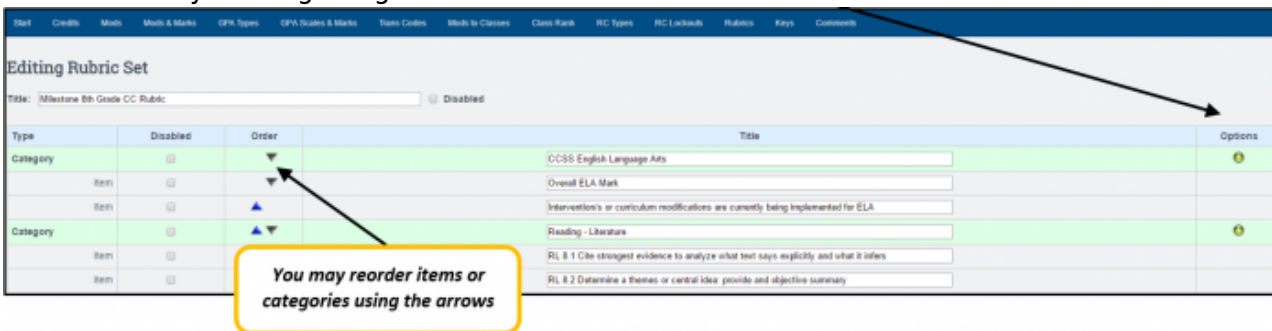 Start Credits Mods Mods & Marks GPA Types GPA Scales & Marks Trans Codes Mods to Classes Class Rank RC Types RC Lockouts Rubrics Keys Comments
Editing Rubric Set
Title: Milestone 8th Grade CC Rubric Disabled
Type Disabled Order Title Options
Category CCSS English Language Arts
Item Overall ELA Mark
Item Intervention's or curriculum modifications are currently being implemented for ELA
Category Reading - Literature
Item RL 8.1 Cite strongest evidence to analyze what text says explicitly and what it infers
Item RL 8.2 Determine a themes or central idea: provide and objective summary
You may reorder items or
categories using the arrows